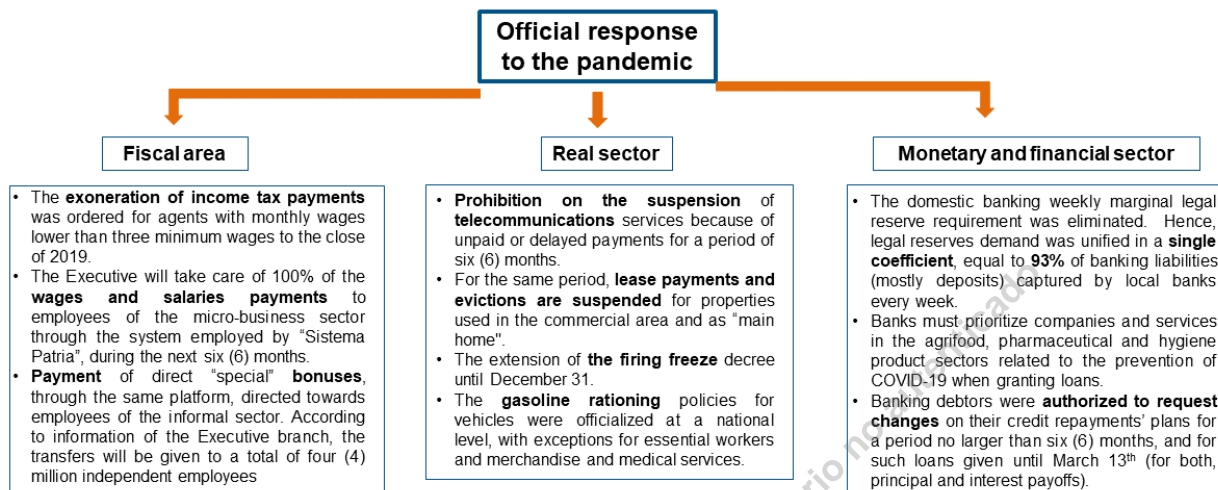 Official response
to the pandemic
Fiscal area
• The exoneration of income tax payments
was ordered for agents with monthly wages
lower than three minimum wages to the close
of 2019.
• The Executive will take care of 100% of the
wages and salaries payments to
employees of the micro-business sector
through the system employed by “Sistema
Patria”, during the next six (6) months.
• Payment of direct “special” bonuses,
through the same platform, directed towards
employees of the informal sector. According
to information of the Executive branch, the
transfers will be given to a total of four (4)
million independent employees
Real sector
• Prohibition on the suspension of
telecommunications services because of
unpaid or delayed payments for a period of
six (6) months.
• For the same period, lease payments and
evictions are suspended for properties
used in the commercial area and as “main
home".
• The extension of the firing freeze decree
until December 31.
• The gasoline rationing policies for
vehicles were officialized at a national
level, with exceptions for essential workers
and merchandise and medical services.
Monetary and financial sector
• The domestic banking weekly marginal legal
reserve requirement was eliminated. Hence,
legal reserves demand was unified in a single
coefficient, equal to 93% of banking liabilities
(mostly deposits) captured by local banks
every week.
• Banks must prioritize companies and services
in the agrifood, pharmaceutical and hygiene
product sectors related to the prevention of
COVID-19 when granting loans.
• Banking debtors were authorized to request
changes on their credit repayments’ plans for
a period no larger than six (6) months, and for
such loans given until March 13th (for both,
principal and interest payoffs).
rio no autenticado